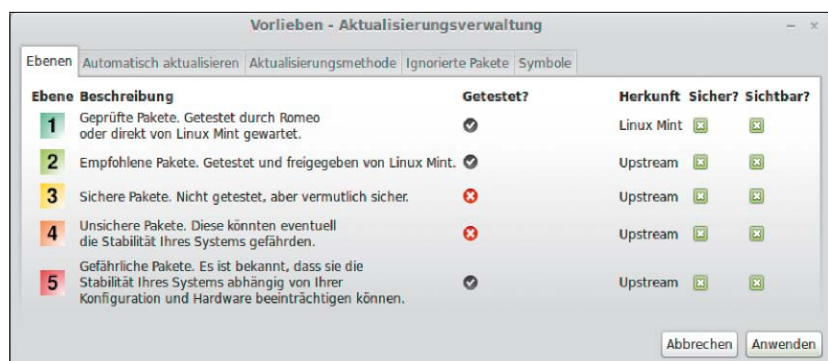 Vorlieben - Aktualisierungsverwaltung
Ebenen Automatisch aktualisieren Aktualisierungsmethode Ignorierte Pakete Symbole
Ebene Beschreibung Getestet? Herkunft Sicher? Sichtbar?
1 Geprüfte Pakete. Getestet durch Romeo
oder direkt von Linux Mint gewartet. Linux Mint
2 Empfohlene Pakete. Getestet und freigegeben von Linux Mint. Upstream
3 Sichere Pakete. Nicht getestet, aber vermutlich sicher. Upstream
4 Unsichere Pakete. Diese könnten eventuell
die Stabilität Ihres Systems gefährden. Upstream
5 Gefährliche Pakete. Es ist bekannt, dass sie die
Stabilität Ihres Systems abhängig von Ihrer Upstream
Konfiguration und Hardware beeinträchtigen können.
Abbrechen Anwenden